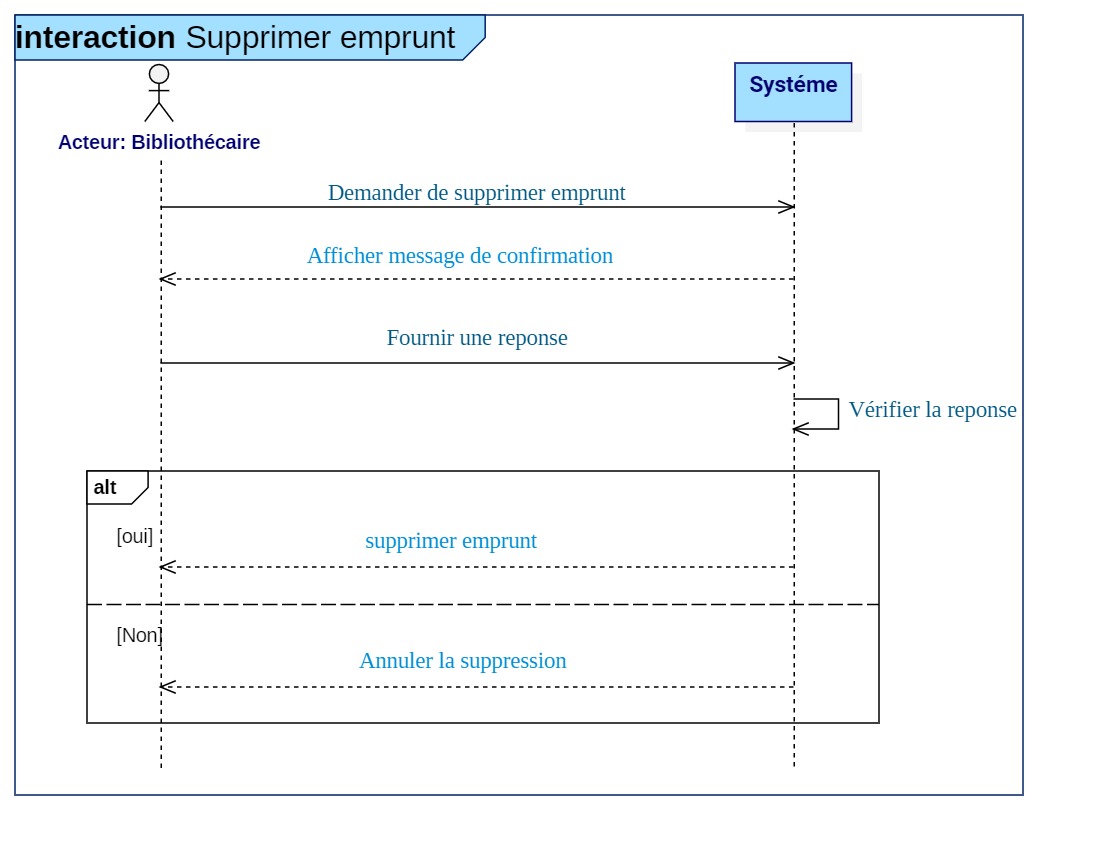 interaction Supprimer emprunt
Systéme
Acteur: Bibliothécaire
Demander de supprimer emprunt
Afficher message de confirmation
Fournir une reponse
Vérifier la reponse
alt
[oui]
supprimer emprunt
[Non]
Annuler la suppression